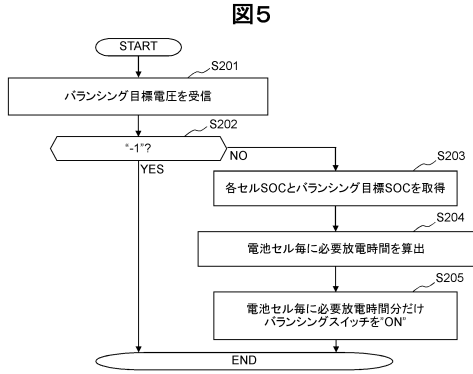 図5
START
S201
バランシング目標電圧を受信
S202
“-1”?
NO
YES
S203
各セルSOCとバランシング目標SOCを取得
S204
電池セル毎に必要放電時間を算出
S205
電池セル毎に必要放電時間分だけ
バランシングスイッチを“ON”
END